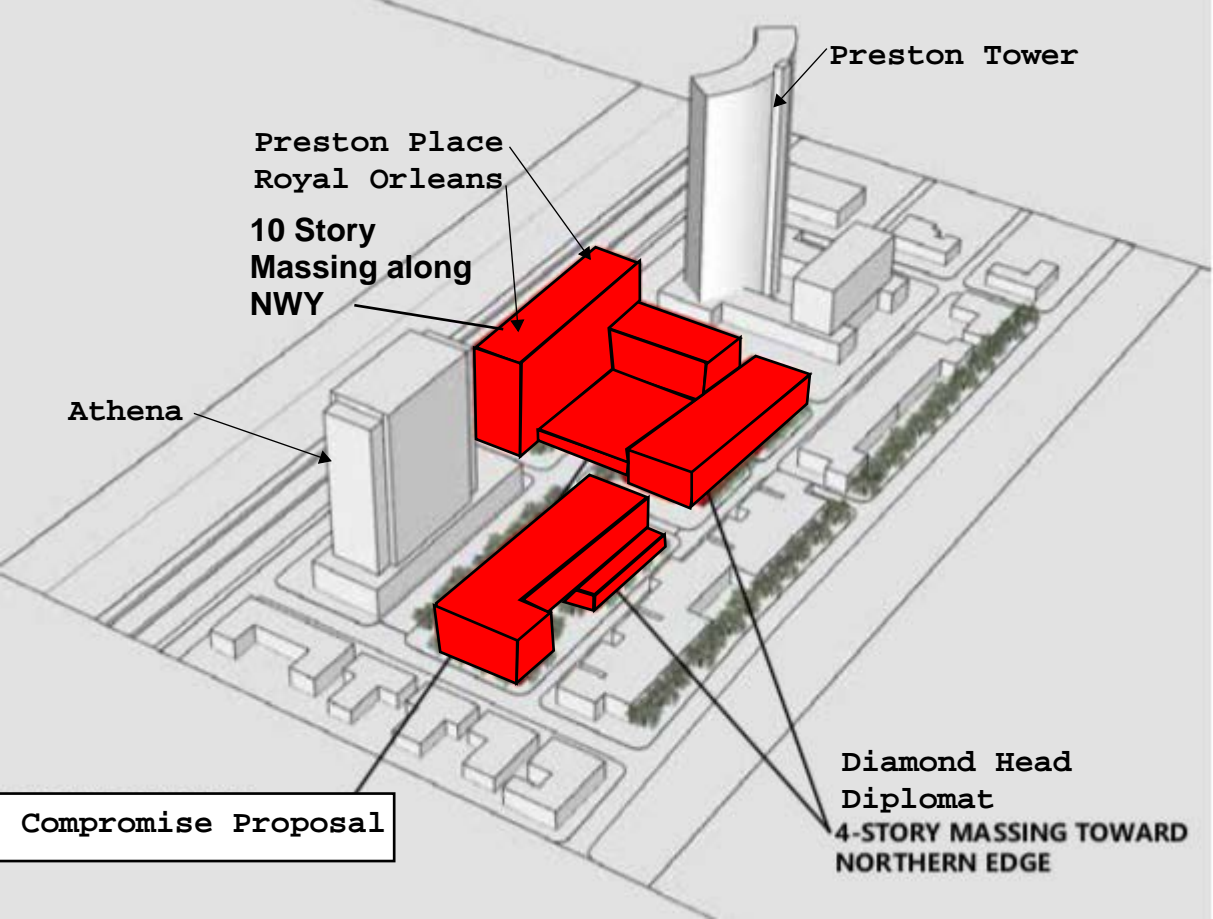 Preston Tower
Preston Place
Royal Orleans
10 Story
Massing along
NWY
Athena
Diamond Head
Diplomat
4-STORY MASSING TOWARD
NORTHERN EDGE
Compromise Proposal